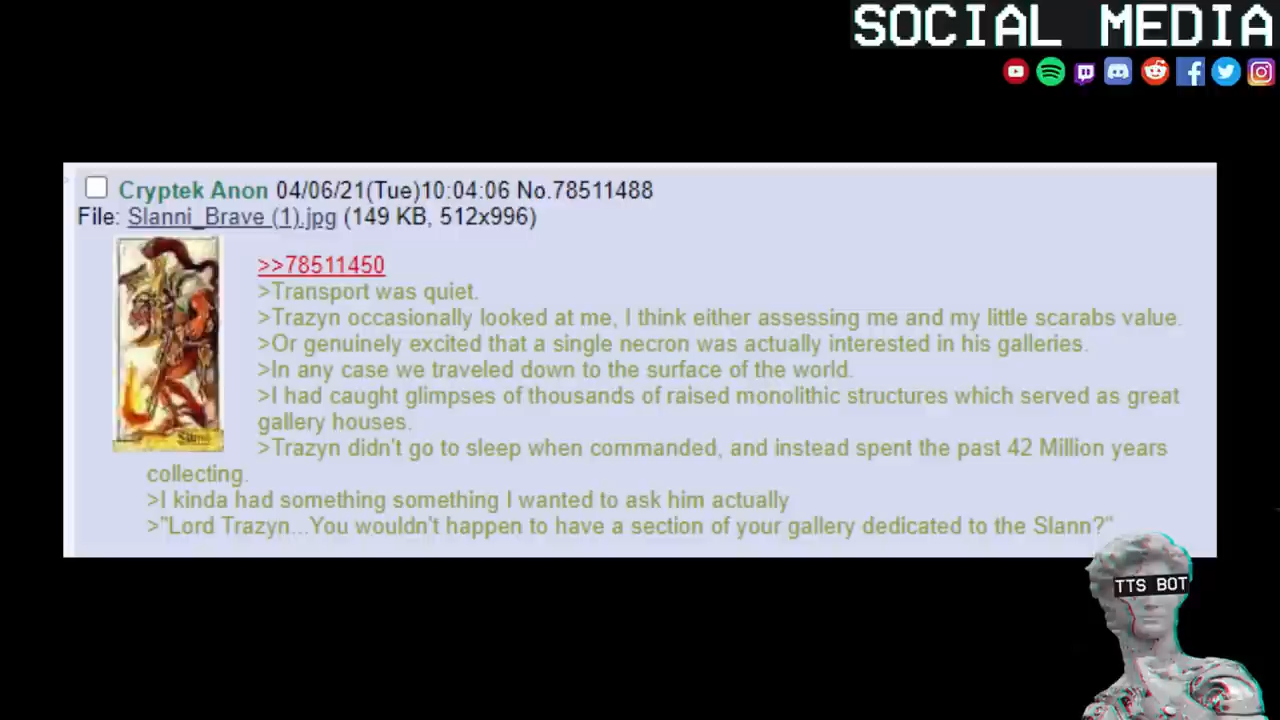 SOCIAL MEDIA
Cryptek Anon 04/06/21(Tue)10:04:06 No.78511488
File: Slanni_Brave (1).jpg (149 KB, 512x996)
>>78511450
>Transport was quiet.
>Trazyn occasionally looked at me, I think either assessing me and my little scarabs value.
>Or genuinely excited that a single necron was actually interested in his galleries.
>In any case we traveled down to the surface of the world.
>I had caught glimpses of thousands of raised monolithic structures which served as great
gallery houses.
>Trazyn didn't go to sleep when commanded, and instead spent the past 42 Million years
collecting.
>I kinda had something something I wanted to ask him actually
>"Lord Trazyn...You wouldn't happen to have a section of your gallery dedicated to the Slann?"
TTS BOT